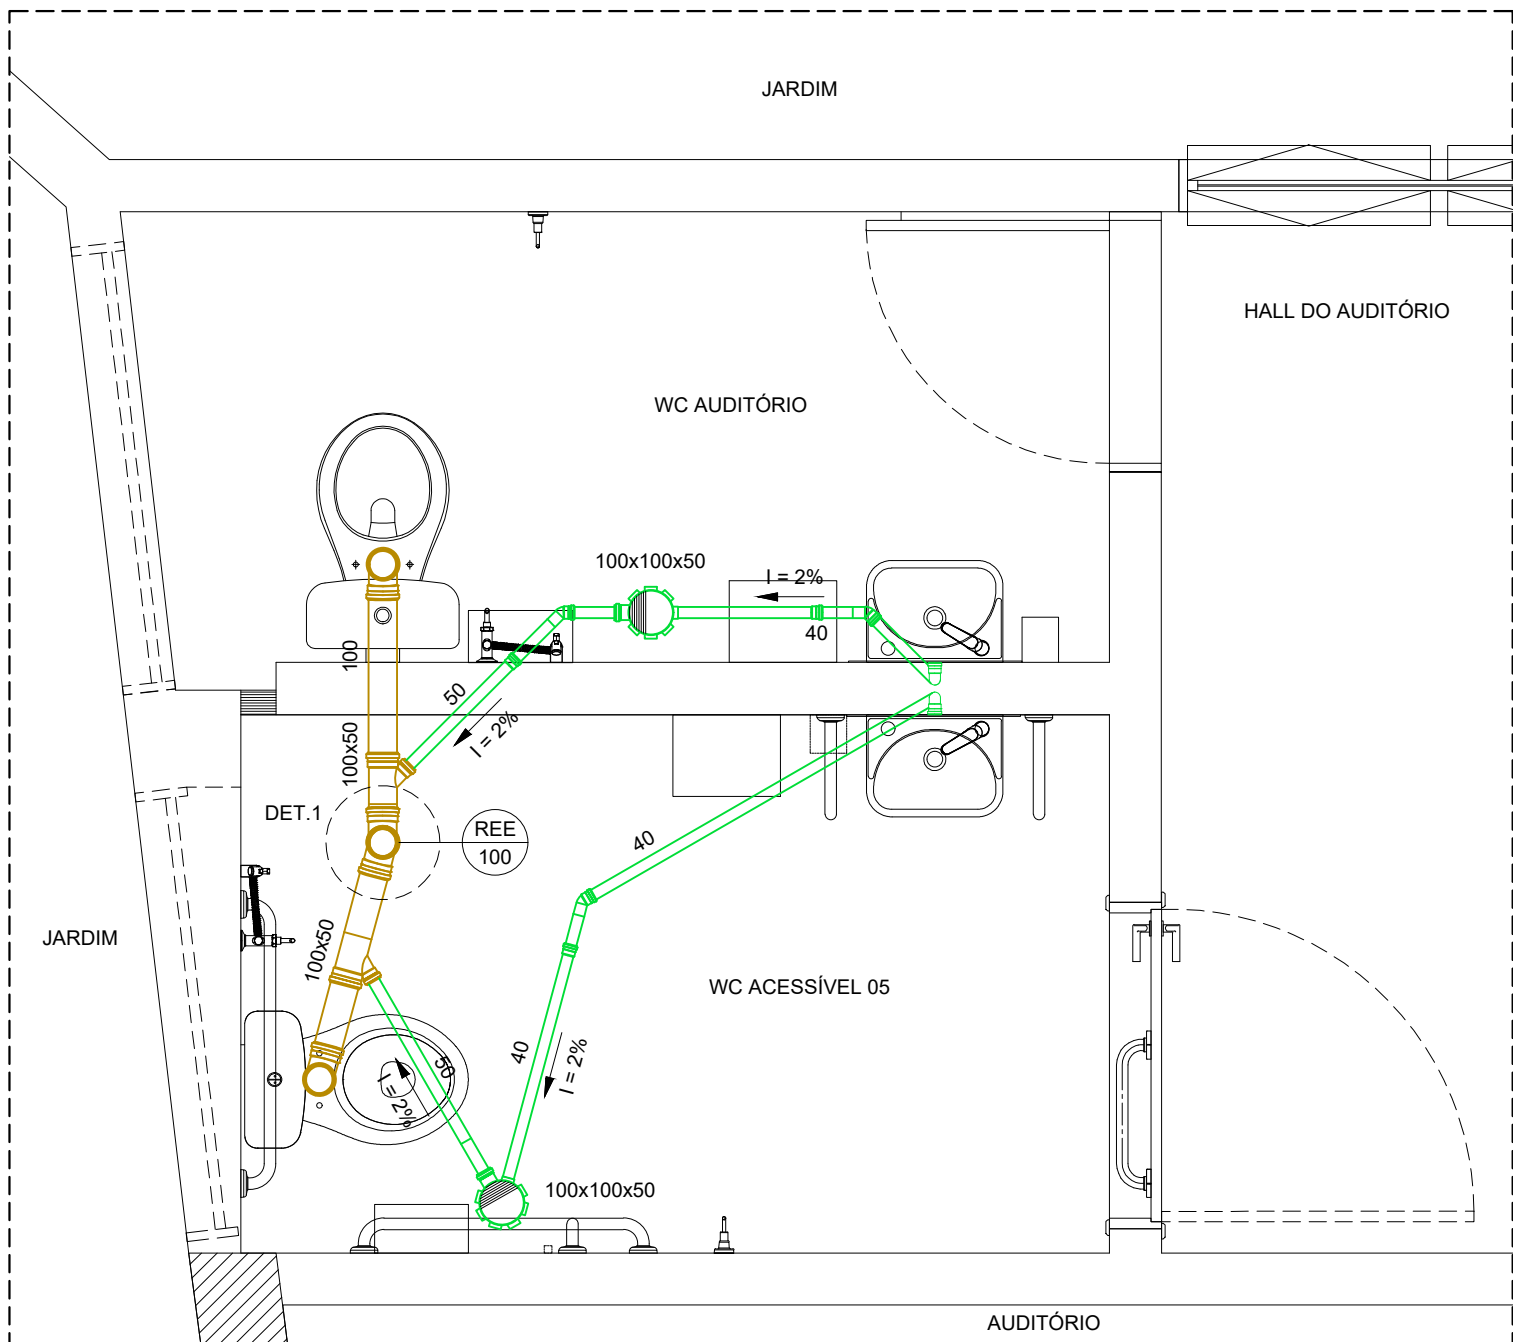 JARDIM
HALL DO AUDITÓRIO
WC AUDITÓRIO
100x100x50
I = 2%
40
100
50
I = 2%
100x50
DET.1
REE
100
40
100x50
JARDIM
WC ACESSÍVEL 05
40
I = 2%
50
I = 2%
100x100x50
AUDITÓRIO